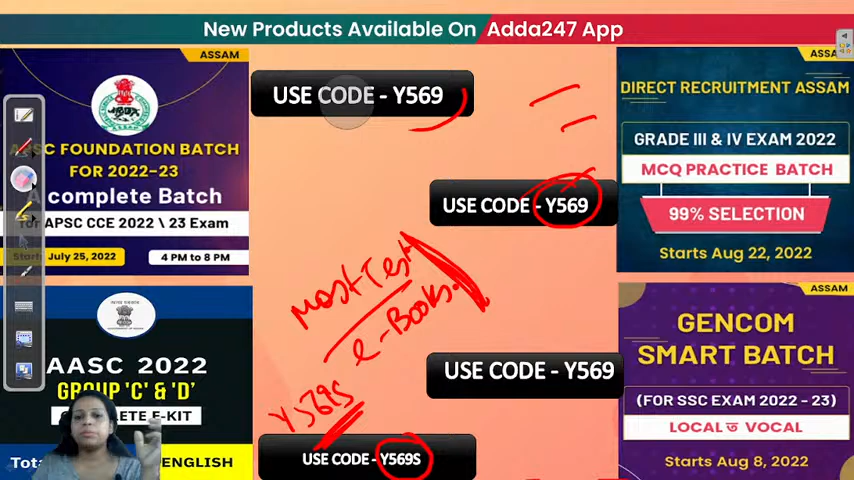 New Products Available On Adda247 App
ASSAM
FOUNDATION BATCH
FOR 2022-23
A complete Batch
for APSC CCE 2022 \ 23 Exam
July 25, 2022
4 PM to 8 PM
USE CODE - Y569
USE CODE - Y569
DIRECT RECRUITMENT ASSAM
GRADE III & IV EXAM 2022
MCQ PRACTICE BATCH
99% SELECTION
Starts Aug 22, 2022
Most Test
e-Books.
Y569S
AASC 2022
GROUP 'C' & 'D'
E-KIT
ENGLISH
USE CODE - Y569
USE CODE - Y569S
ASSAM
GENCOM
SMART BATCH
(FOR SSC EXAM 2022 - 23)
LOCAL ত VOCAL
Starts Aug 8, 2022